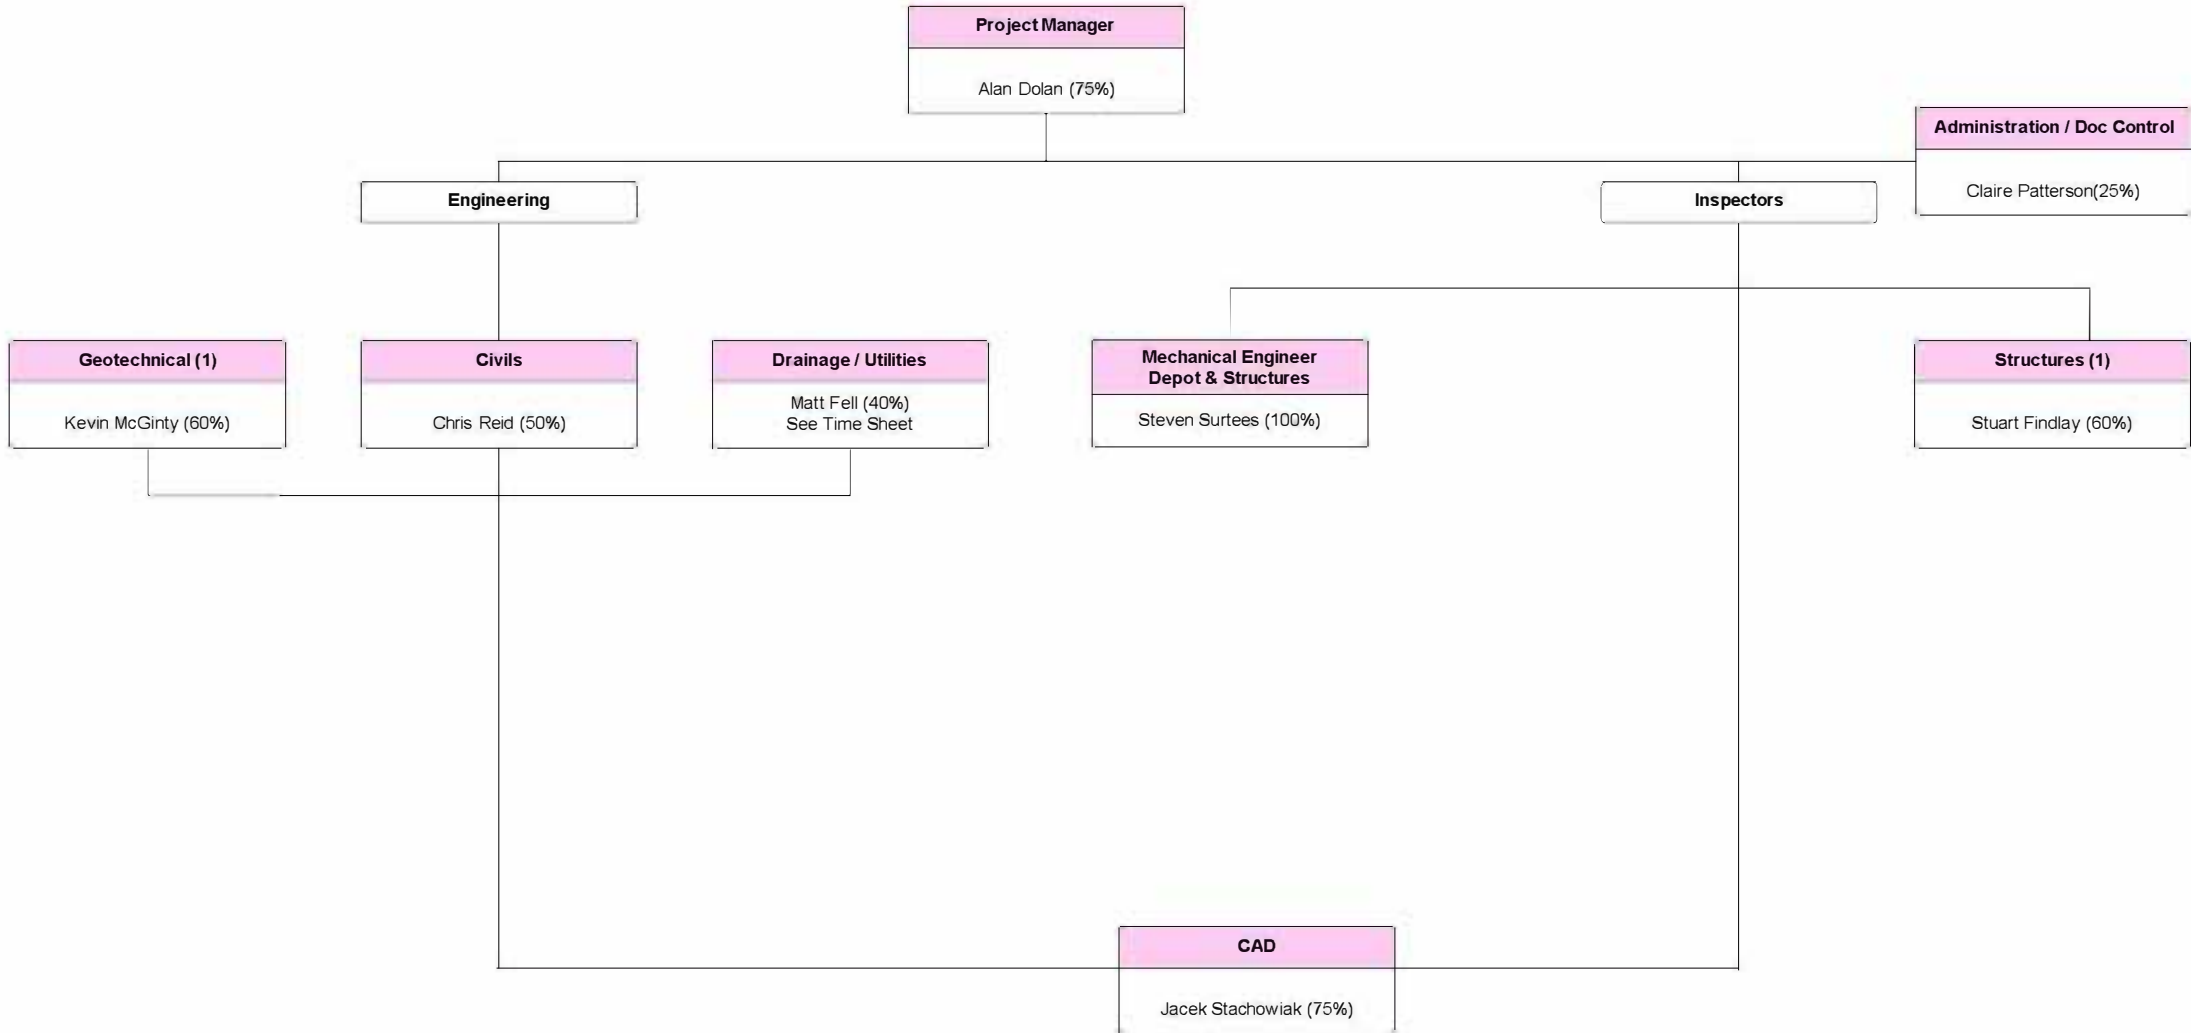 Project Manager
Alan Dolan (75%)
Administration / Doc Control
Claire Patterson(25%)
Engineering
Inspectors
Geotechnical (1)
Kevin McGinty (60%)
Civils
Chris Reid (50%)
Drainage / Utilities
Matt Fell (40%)
See Time Sheet
Mechanical Engineer
Depot & Structures
Steven Surtees (100%)
Structures (1)
Stuart Findlay (60%)
CAD
Jacek Stachowiak (75%)